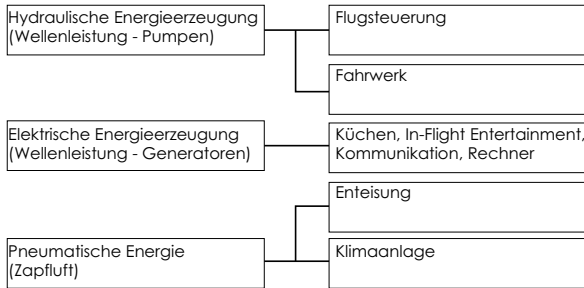 Hydraulische Energieerzeugung
(Wellenleistung - Pumpen)
Flugsteuerung
Fahrwerk
Elektrische Energieerzeugung
(Wellenleistung - Generatoren)
Küchen, In-Flight Entertainment,
Kommunikation, Rechner
Enteisung
Pneumatische Energie
(Zapfluft)
Klimaanlage